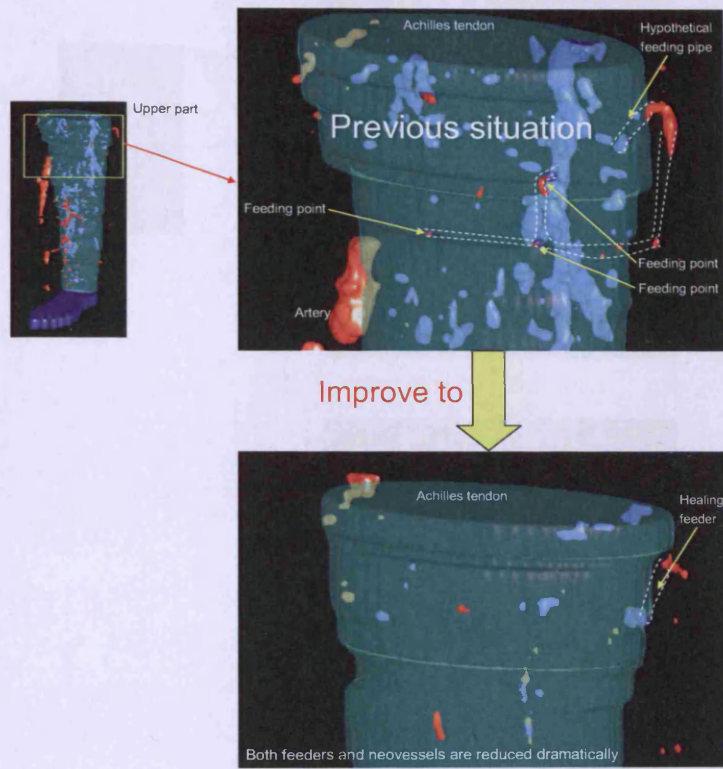 Achilles tendon
Hypothetical
feeding pipe
Upper part
Previous situation
Feeding point
Feeding point
Feeding point
Artery
Improve to
Achilles tendon
Healing
feeder
Both feeders and neovessels are reduced dramatically